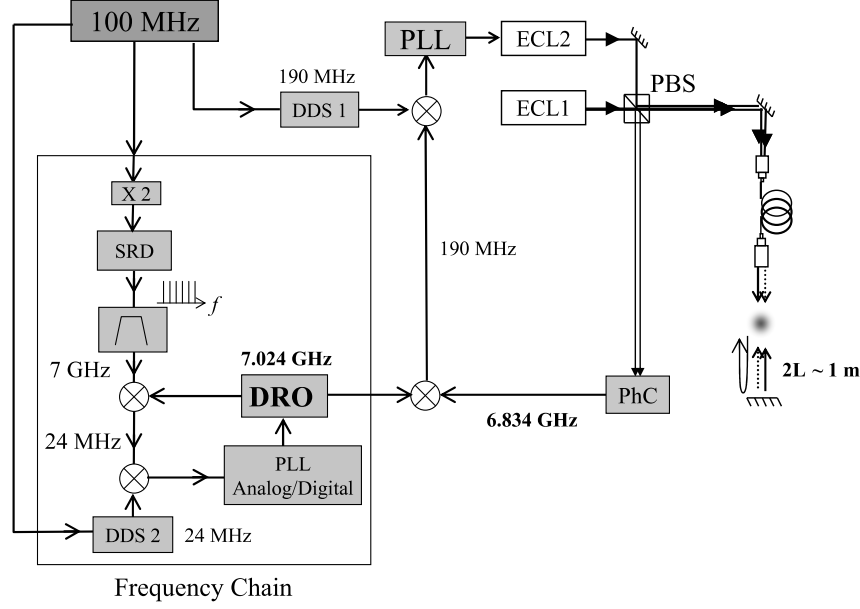 100 MHz
PLL
ECL2
190 MHz
DDS 1
ECL1
PBS
X 2
SRD
f
190 MHz
7 GHz
7.024 GHz
DRO
2L ~ 1 m
PhC
6.834 GHz
24 MHz
PLL
Analog/Digital
DDS 2
24 MHz
Frequency Chain